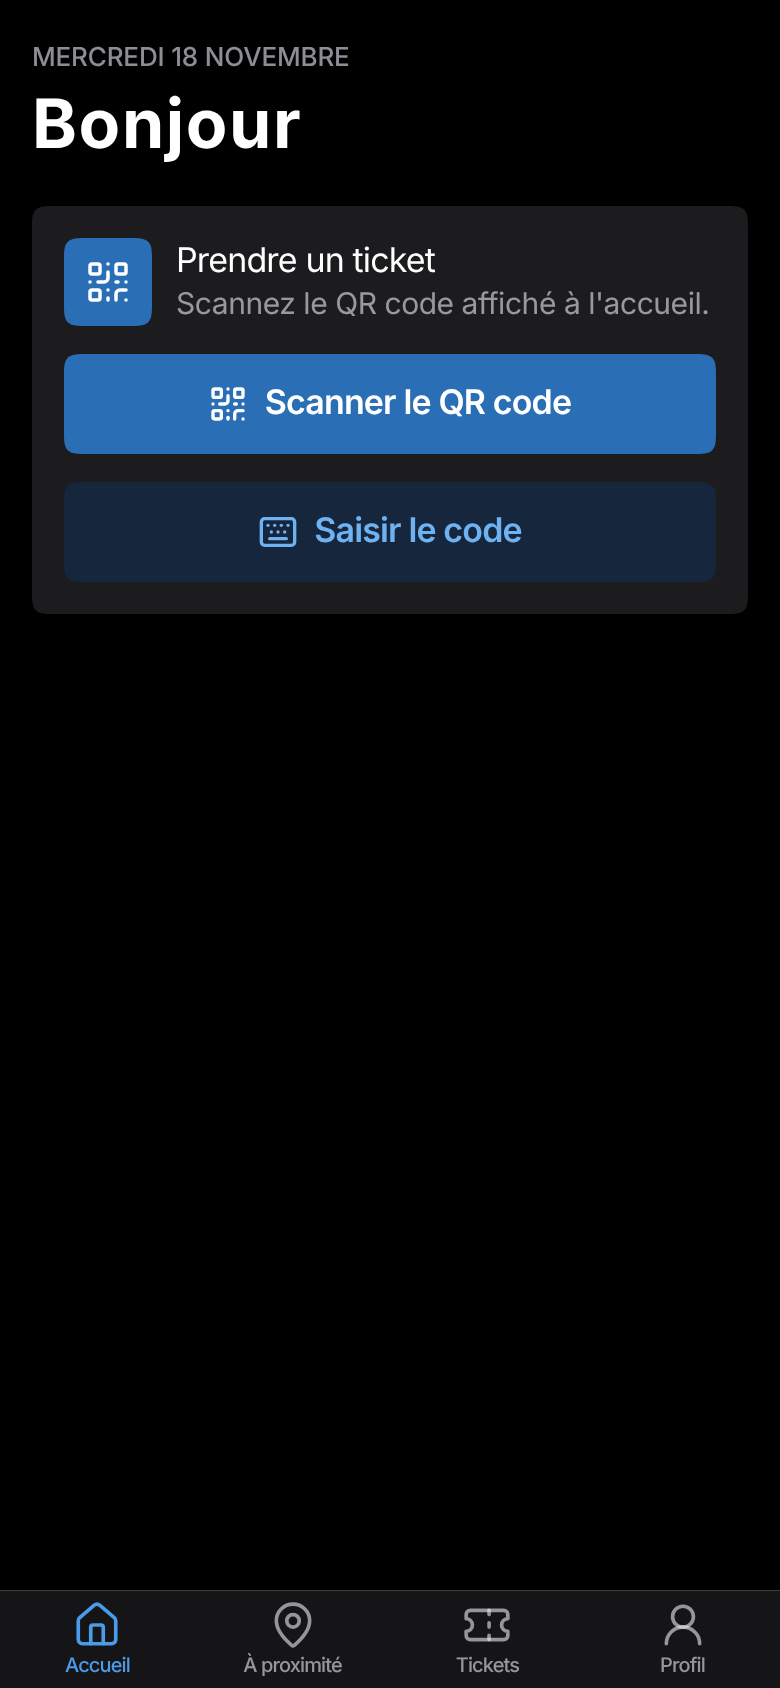 MERCREDI 18 NOVEMBRE
Bonjour
Prendre un ticket
Scannez le QR code affiché à l'accueil.
Scanner le QR code
Saisir le code
Accueil
À proximité
Tickets
Profil